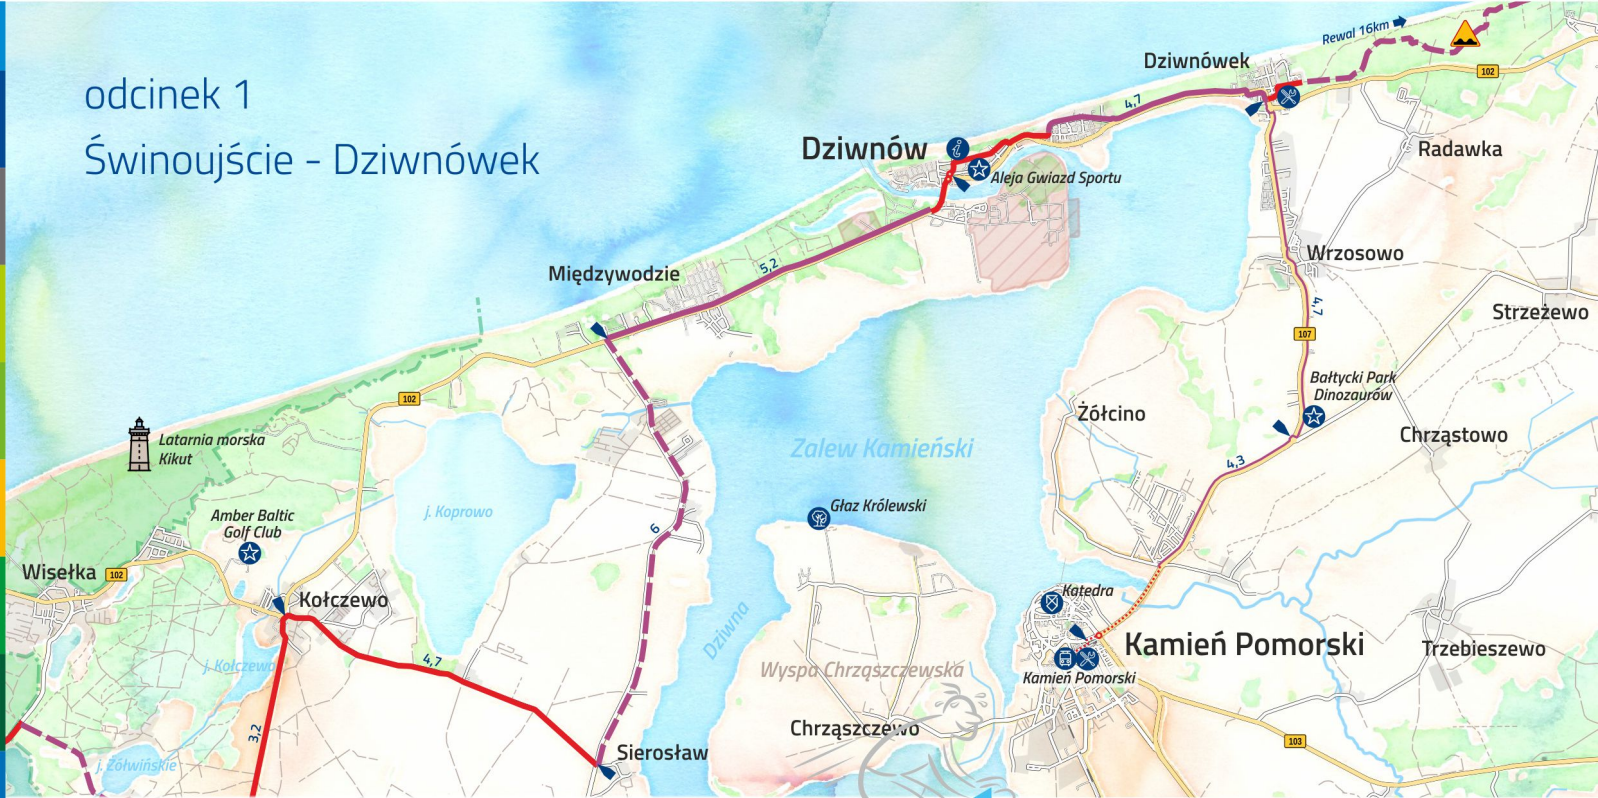 odcinek 1
Świnoujście - Dziwnówek
Rewal 16km
Dziwnówek
102
4,7
Dziwnów
Aleja Gwiazd Sportu
Radawka
Międzywodzie
5,2
Wrzosowo
4,7
Strzeżewo
107
102
Bałtycki Park
Dinozaurów
Żółcino
Chrząstowo
Latarnia morska
Kikut
Zalew Kamieński
4,3
j. Koprowo
Głaz Królewski
Amber Baltic
Golf Club
6
Wisełka
102
Kołczewo
Katedra
Dziwna
Kamień Pomorski
Trzebieszewo
j. Kołczewo
4,7
Wyspa Chrząszczewska
Kamień Pomorski
3,2
Chrząszczewo
103
Sierosław
j. Żółwińskie